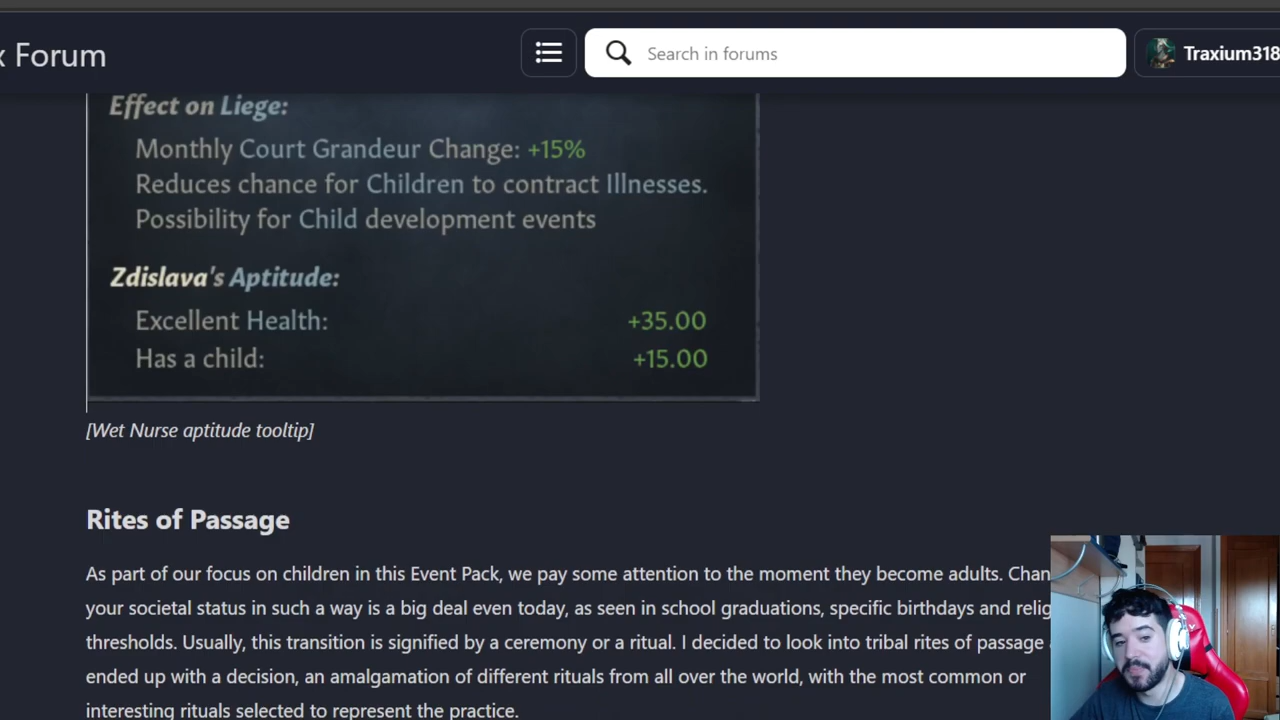 x Forum
Search in forums
Traxium318
Effect on Liege:
Monthly Court Grandeur Change: +15%
Reduces chance for Children to contract Illnesses.
Possibility for Child development events
Zdislava's Aptitude:
Excellent Health: +35.00
Has a child: +15.00
[Wet Nurse aptitude tooltip]
Rites of Passage
As part of our focus on children in this Event Pack, we pay some attention to the moment they become adults. Chan
your societal status in such a way is a big deal even today, as seen in school graduations, specific birthdays and relig
thresholds. Usually, this transition is signified by a ceremony or a ritual. I decided to look into tribal rites of passage
ended up with a decision, an amalgamation of different rituals from all over the world, with the most common or
interesting rituals selected to represent the practice.